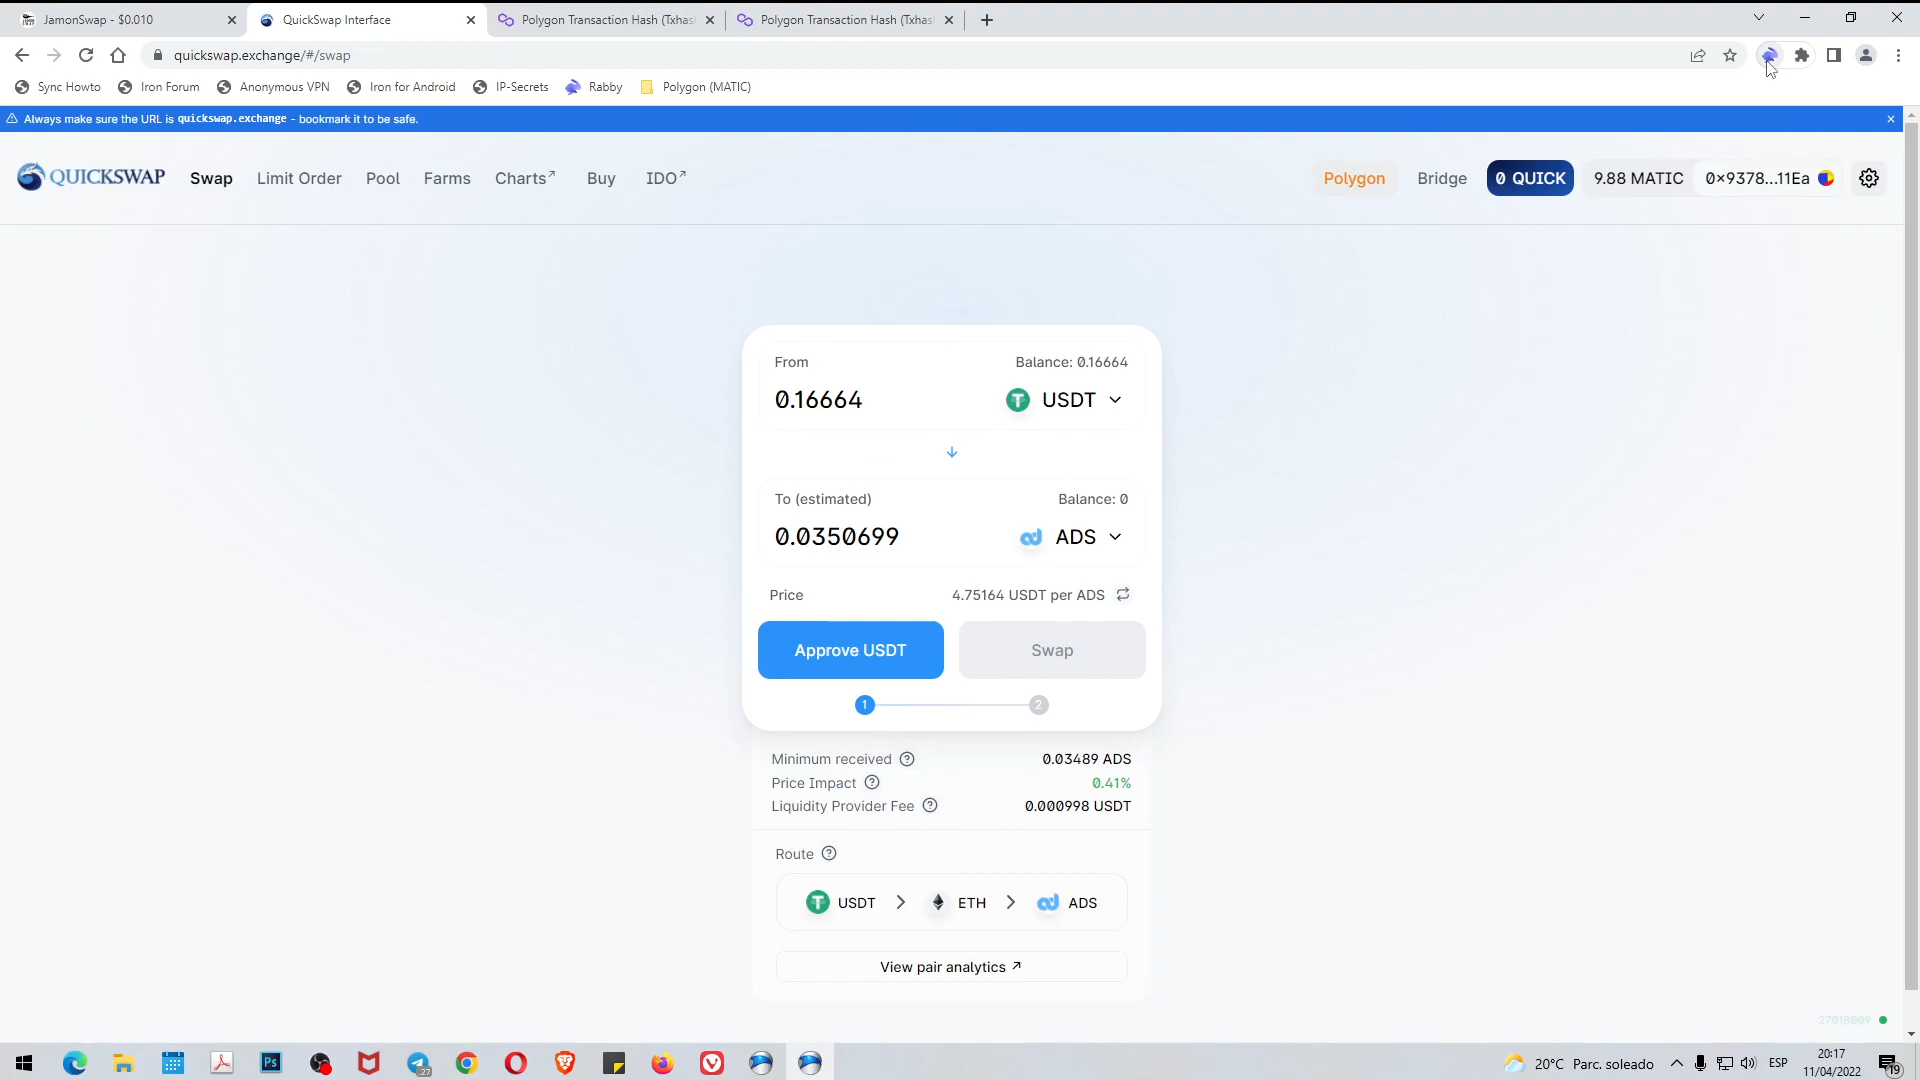 JamonSwap - $0.010
QuickSwap Interface
Polygon Transaction Hash (Txhas
Polygon Transaction Hash (Txhas
quickswap.exchange/#/swap
Sync Howto
Iron Forum
Anonymous VPN
Iron for Android
IP-Secrets
Rabby
Polygon (MATIC)
Always make sure the URL is quickswap.exchange - bookmark it to be safe.
QUICKSWAP
Swap
Limit Order
Pool
Farms
Charts↗
Buy
IDO↗
Polygon
Bridge
0 QUICK
9.88 MATIC
0×9378...11Ea
From
Balance: 0.16664
0.16664
USDT
To (estimated)
Balance: 0
0.0350699
ADS
Price
4.75164 USDT per ADS
Approve USDT
Swap
1
2
Minimum received ?
0.03489 ADS
Price Impact ?
0.41%
Liquidity Provider Fee ?
0.000998 USDT
Route ?
USDT > ETH > ADS
View pair analytics ↗
27018009
Ps
27
20°C Parc. soleado
ESP
20:17
11/04/2022
19